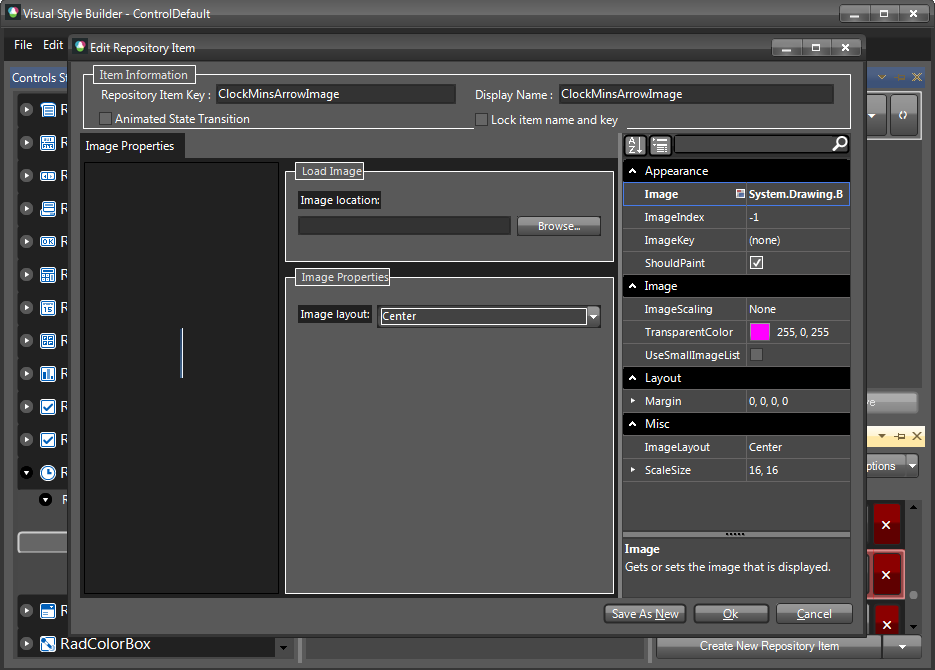 Visual Style Builder - ControlDefault
File Edit
Edit Repository Item
Controls St
Item Information
Repository Item Key : ClockMinsArrowImage Display Name : ClockMinsArrowImage
Animated State Transition Lock item name and key
Image Properties
Load Image
Image location:
Browse...
Image Properties
Image layout: Center
Appearance
Image System.Drawing.B
ImageIndex -1
ImageKey (none)
ShouldPaint
Image
ImageScaling None
TransparentColor 255, 0, 255
UseSmallImageList
Layout
Margin 0, 0, 0, 0
Misc
ImageLayout Center
ScaleSize 16, 16
Image
Gets or sets the image that is displayed.
ptions
Save As New Ok Cancel
RadColorBox
Create New Repository Item